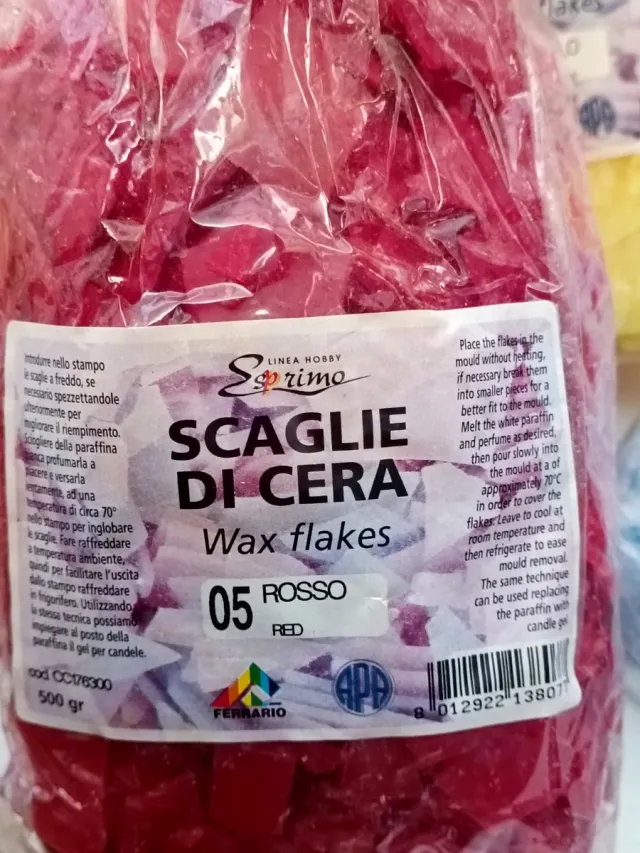 LINEA HOBBY
Esprimo
SCAGLIE
DI CERA
Wax flakes
05 ROSSO
RED
Introdurre nello stampo
le scaglie a freddo, se
necessario spezzettandole
ulteriormente per
migliorare il riempimento.
Sciogliere della paraffina
bianca profumarla a
piacere e versarla
lentamente, ad una
temperatura di circa 70°
nello stampo per inglobare
le scaglie. Fare raffreddare
a temperatura ambiente,
quindi per facilitare l'uscita
dallo stampo raffreddare
in frigorifero. Utilizzando
la stessa tecnica possiamo
impiegare al posto della
paraffina il gel per candele.
cod. CC176300
500 gr
Place the flakes in the
mould without heating,
if necessary break them
into smaller pieces for a
better fit to the mould.
Melt the white paraffin
and perfume as desired,
then pour slowly into
the mould at a of
approximately 70°C
in order to cover the
flakes. Leave to cool at
room temperature and
then refrigerate to ease
mould removal.
The same technique
can be used replacing
the paraffin with
candle gel
FERRARIO
APA
8 012922 13807
flakes
APA